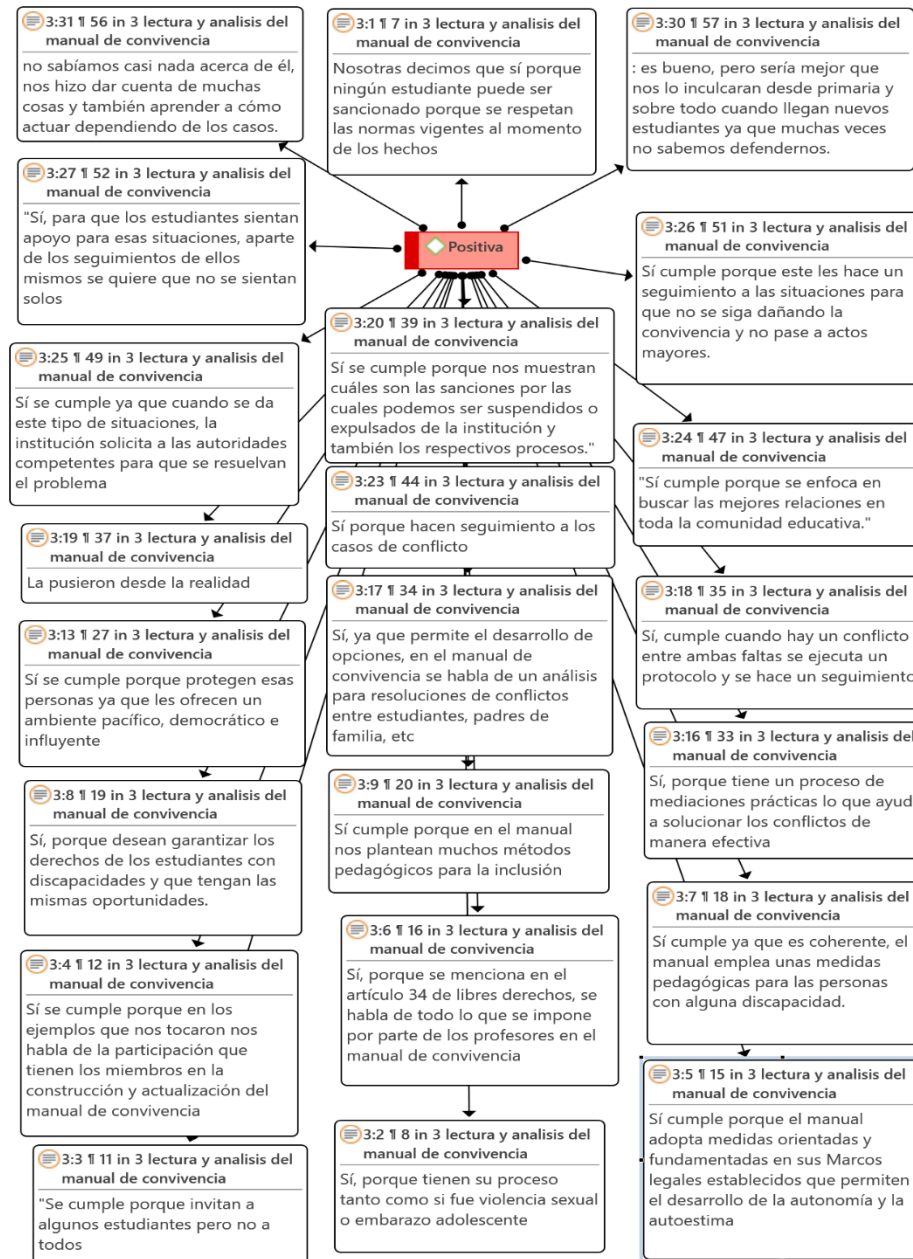 3:31 ¶ 56 in 3 lectura y analisis del
manual de convivencia
no sabíamos casi nada acerca de él,
nos hizo dar cuenta de muchas
cosas y también aprender a cómo
actuar dependiendo de los casos.
3:1 ¶ 7 in 3 lectura y analisis del
manual de convivencia
Nosotras decimos que sí porque
ningún estudiante puede ser
sancionado porque se respetan
las normas vigentes al momento
de los hechos
3:30 ¶ 57 in 3 lectura y analisis del
manual de convivencia
: es bueno, pero sería mejor que
nos lo inculcaran desde primaria y
sobre todo cuando llegan nuevos
estudiantes ya que muchas veces
no sabemos defendernos.
3:27 ¶ 52 in 3 lectura y analisis del
manual de convivencia
"Sí, para que los estudiantes sientan
apoyo para esas situaciones, aparte
de los seguimientos de ellos
mismos se quiere que no se sientan
solos
Positiva
3:26 ¶ 51 in 3 lectura y analisis del
manual de convivencia
Sí cumple porque este les hace un
seguimiento a las situaciones para
que no se siga dañando la
convivencia y no pase a actos
mayores.
3:25 ¶ 49 in 3 lectura y analisis del
manual de convivencia
Sí se cumple ya que cuando se da
este tipo de situaciones, la
institución solicita a las autoridades
competentes para que se resuelvan
el problema
3:20 ¶ 39 in 3 lectura y analisis del
manual de convivencia
Sí se cumple porque nos muestran
cuáles son las sanciones por las
cuales podemos ser suspendidos o
expulsados de la institución y
también los respectivos procesos."
3:24 ¶ 47 in 3 lectura y analisis del
manual de convivencia
"Sí cumple porque se enfoca en
buscar las mejores relaciones en
toda la comunidad educativa."
3:23 ¶ 44 in 3 lectura y analisis del
manual de convivencia
Sí porque hacen seguimiento a los
casos de conflicto
3:19 ¶ 37 in 3 lectura y analisis del
manual de convivencia
La pusieron desde la realidad
3:17 ¶ 34 in 3 lectura y analisis del
manual de convivencia
Sí, ya que permite el desarrollo de
opciones, en el manual de
convivencia se habla de un análisis
para resoluciones de conflictos
entre estudiantes, padres de
familia, etc
3:18 ¶ 35 in 3 lectura y analisis del
manual de convivencia
Sí, cumple cuando hay un conflicto
entre ambas faltas se ejecuta un
protocolo y se hace un seguimiento
3:13 ¶ 27 in 3 lectura y analisis del
manual de convivencia
Sí se cumple porque protegen esas
personas ya que les ofrecen un
ambiente pacífico, democrático e
influyente
3:16 ¶ 33 in 3 lectura y analisis del
manual de convivencia
Sí, porque tiene un proceso de
mediaciones prácticas lo que ayud
a solucionar los conflictos de
manera efectiva
3:8 ¶ 19 in 3 lectura y analisis del
manual de convivencia
Sí, porque desean garantizar los
derechos de los estudiantes con
discapacidades y que tengan las
mismas oportunidades.
3:9 ¶ 20 in 3 lectura y analisis del
manual de convivencia
Sí cumple porque en el manual
nos plantean muchos métodos
pedagógicos para la inclusión
3:7 ¶ 18 in 3 lectura y analisis del
manual de convivencia
Sí cumple ya que es coherente, el
manual emplea unas medidas
pedagógicas para las personas
con alguna discapacidad.
3:6 ¶ 16 in 3 lectura y analisis del
manual de convivencia
Sí, porque se menciona en el
artículo 34 de libres derechos, se
habla de todo lo que se impone
por parte de los profesores en el
manual de convivencia
3:4 ¶ 12 in 3 lectura y analisis del
manual de convivencia
Sí se cumple porque en los
ejemplos que nos tocaron nos
habla de la participación que
tienen los miembros en la
construcción y actualización del
manual de convivencia
3:5 ¶ 15 in 3 lectura y analisis del
manual de convivencia
Sí cumple porque el manual
adopta medidas orientadas y
fundamentadas en sus Marcos
legales establecidos que permiten
el desarrollo de la autonomía y la
autoestima
3:2 ¶ 8 in 3 lectura y analisis del
manual de convivencia
Sí, porque tienen su proceso
tanto como si fue violencia sexual
o embarazo adolescente
3:3 ¶ 11 in 3 lectura y analisis del
manual de convivencia
"Se cumple porque invitan a
algunos estudiantes pero no a
todos